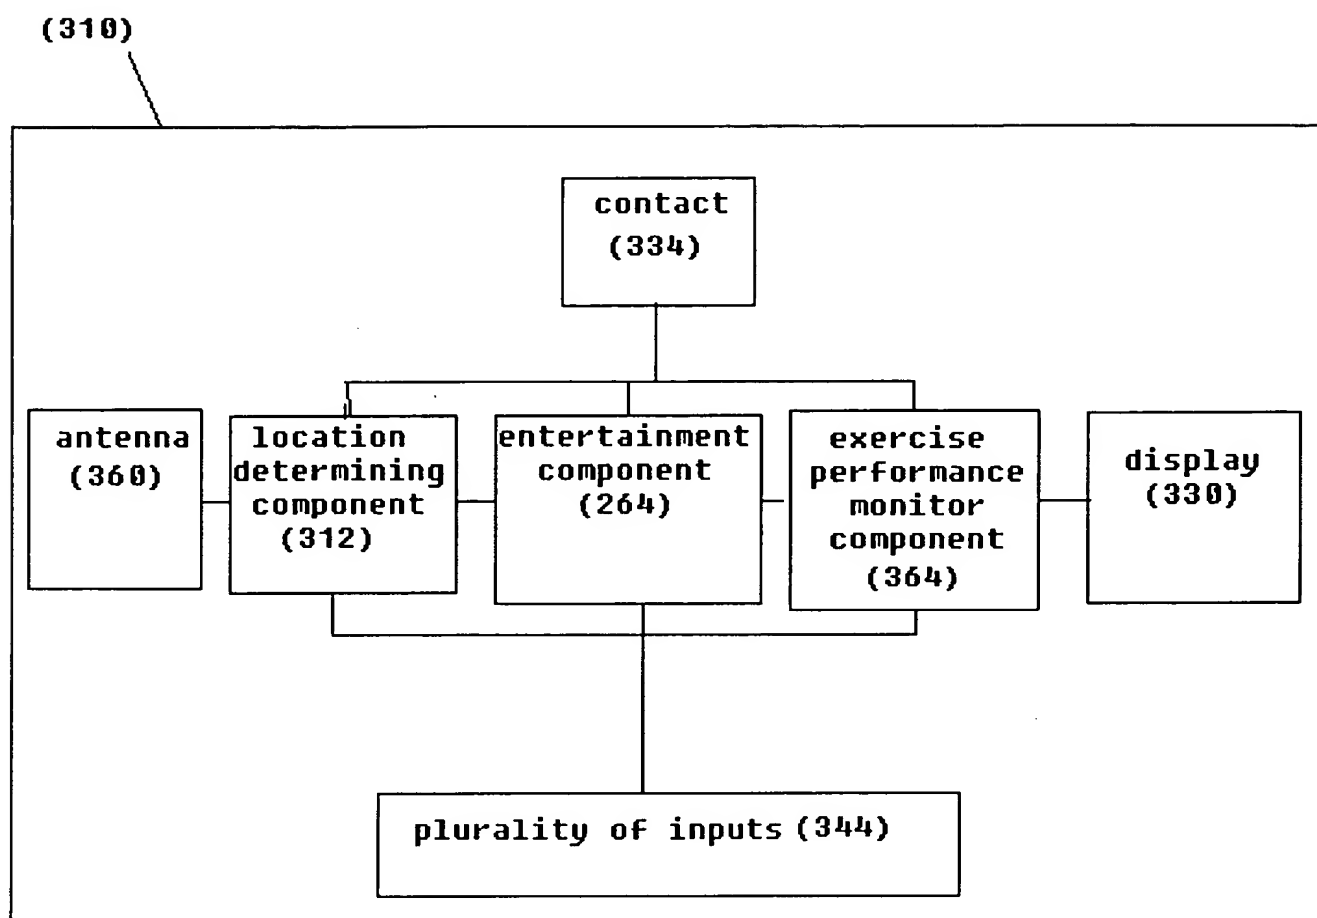 (310)
contact
(334)
antenna
(360)
location
determining
component
(312)
entertainment
component
(264)
exercise
performance
monitor
component
(364)
display
(330)
plurality of inputs (344)